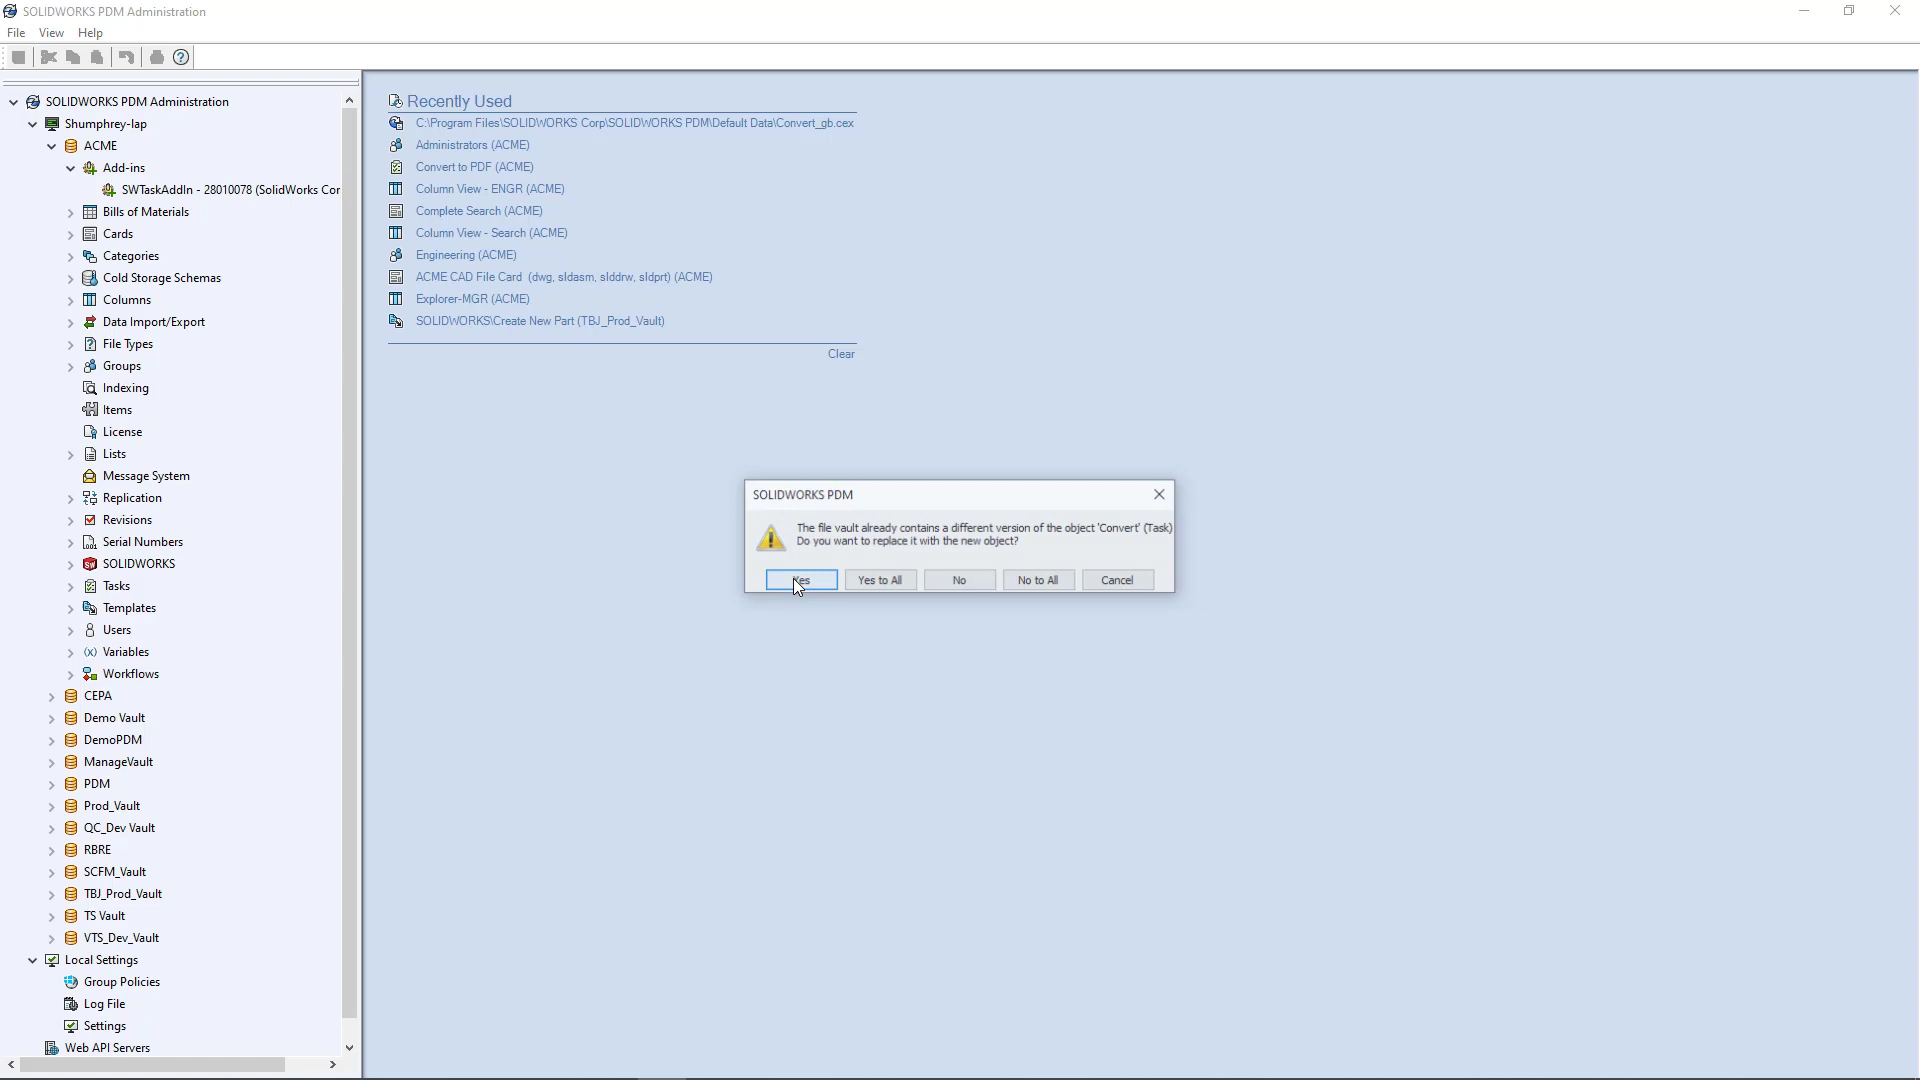 SOLIDWORKS PDM Administration
File View Help
SOLIDWORKS PDM Administration
Shumphrey-lap
ACME
Add-ins
SWTaskAddIn - 28010078 (SolidWorks Cor
Bills of Materials
Cards
Categories
Cold Storage Schemas
Columns
Data Import/Export
File Types
Groups
Indexing
Items
License
Lists
Message System
Replication
Revisions
Serial Numbers
SOLIDWORKS
Tasks
Templates
Users
Variables
Workflows
CEPA
Demo Vault
DemoPDM
ManageVault
PDM
Prod_Vault
QC_Dev Vault
RBRE
SCFM_Vault
TBJ_Prod_Vault
TS Vault
VTS_Dev_Vault
Local Settings
Group Policies
Log File
Settings
Web API Servers
Recently Used
C:\Program Files\SOLIDWORKS Corp\SOLIDWORKS PDM\Default Data\Convert_gb.cex
Administrators (ACME)
Convert to PDF (ACME)
Column View - ENGR (ACME)
Complete Search (ACME)
Column View - Search (ACME)
Engineering (ACME)
ACME CAD File Card (dwg, sldasm, slddrw, sldprt) (ACME)
Explorer-MGR (ACME)
SOLIDWORKS\Create New Part (TBJ_Prod_Vault)
Clear
SOLIDWORKS PDM
The file vault already contains a different version of the object 'Convert' (Task)
Do you want to replace it with the new object?
Yes Yes to All No No to All Cancel